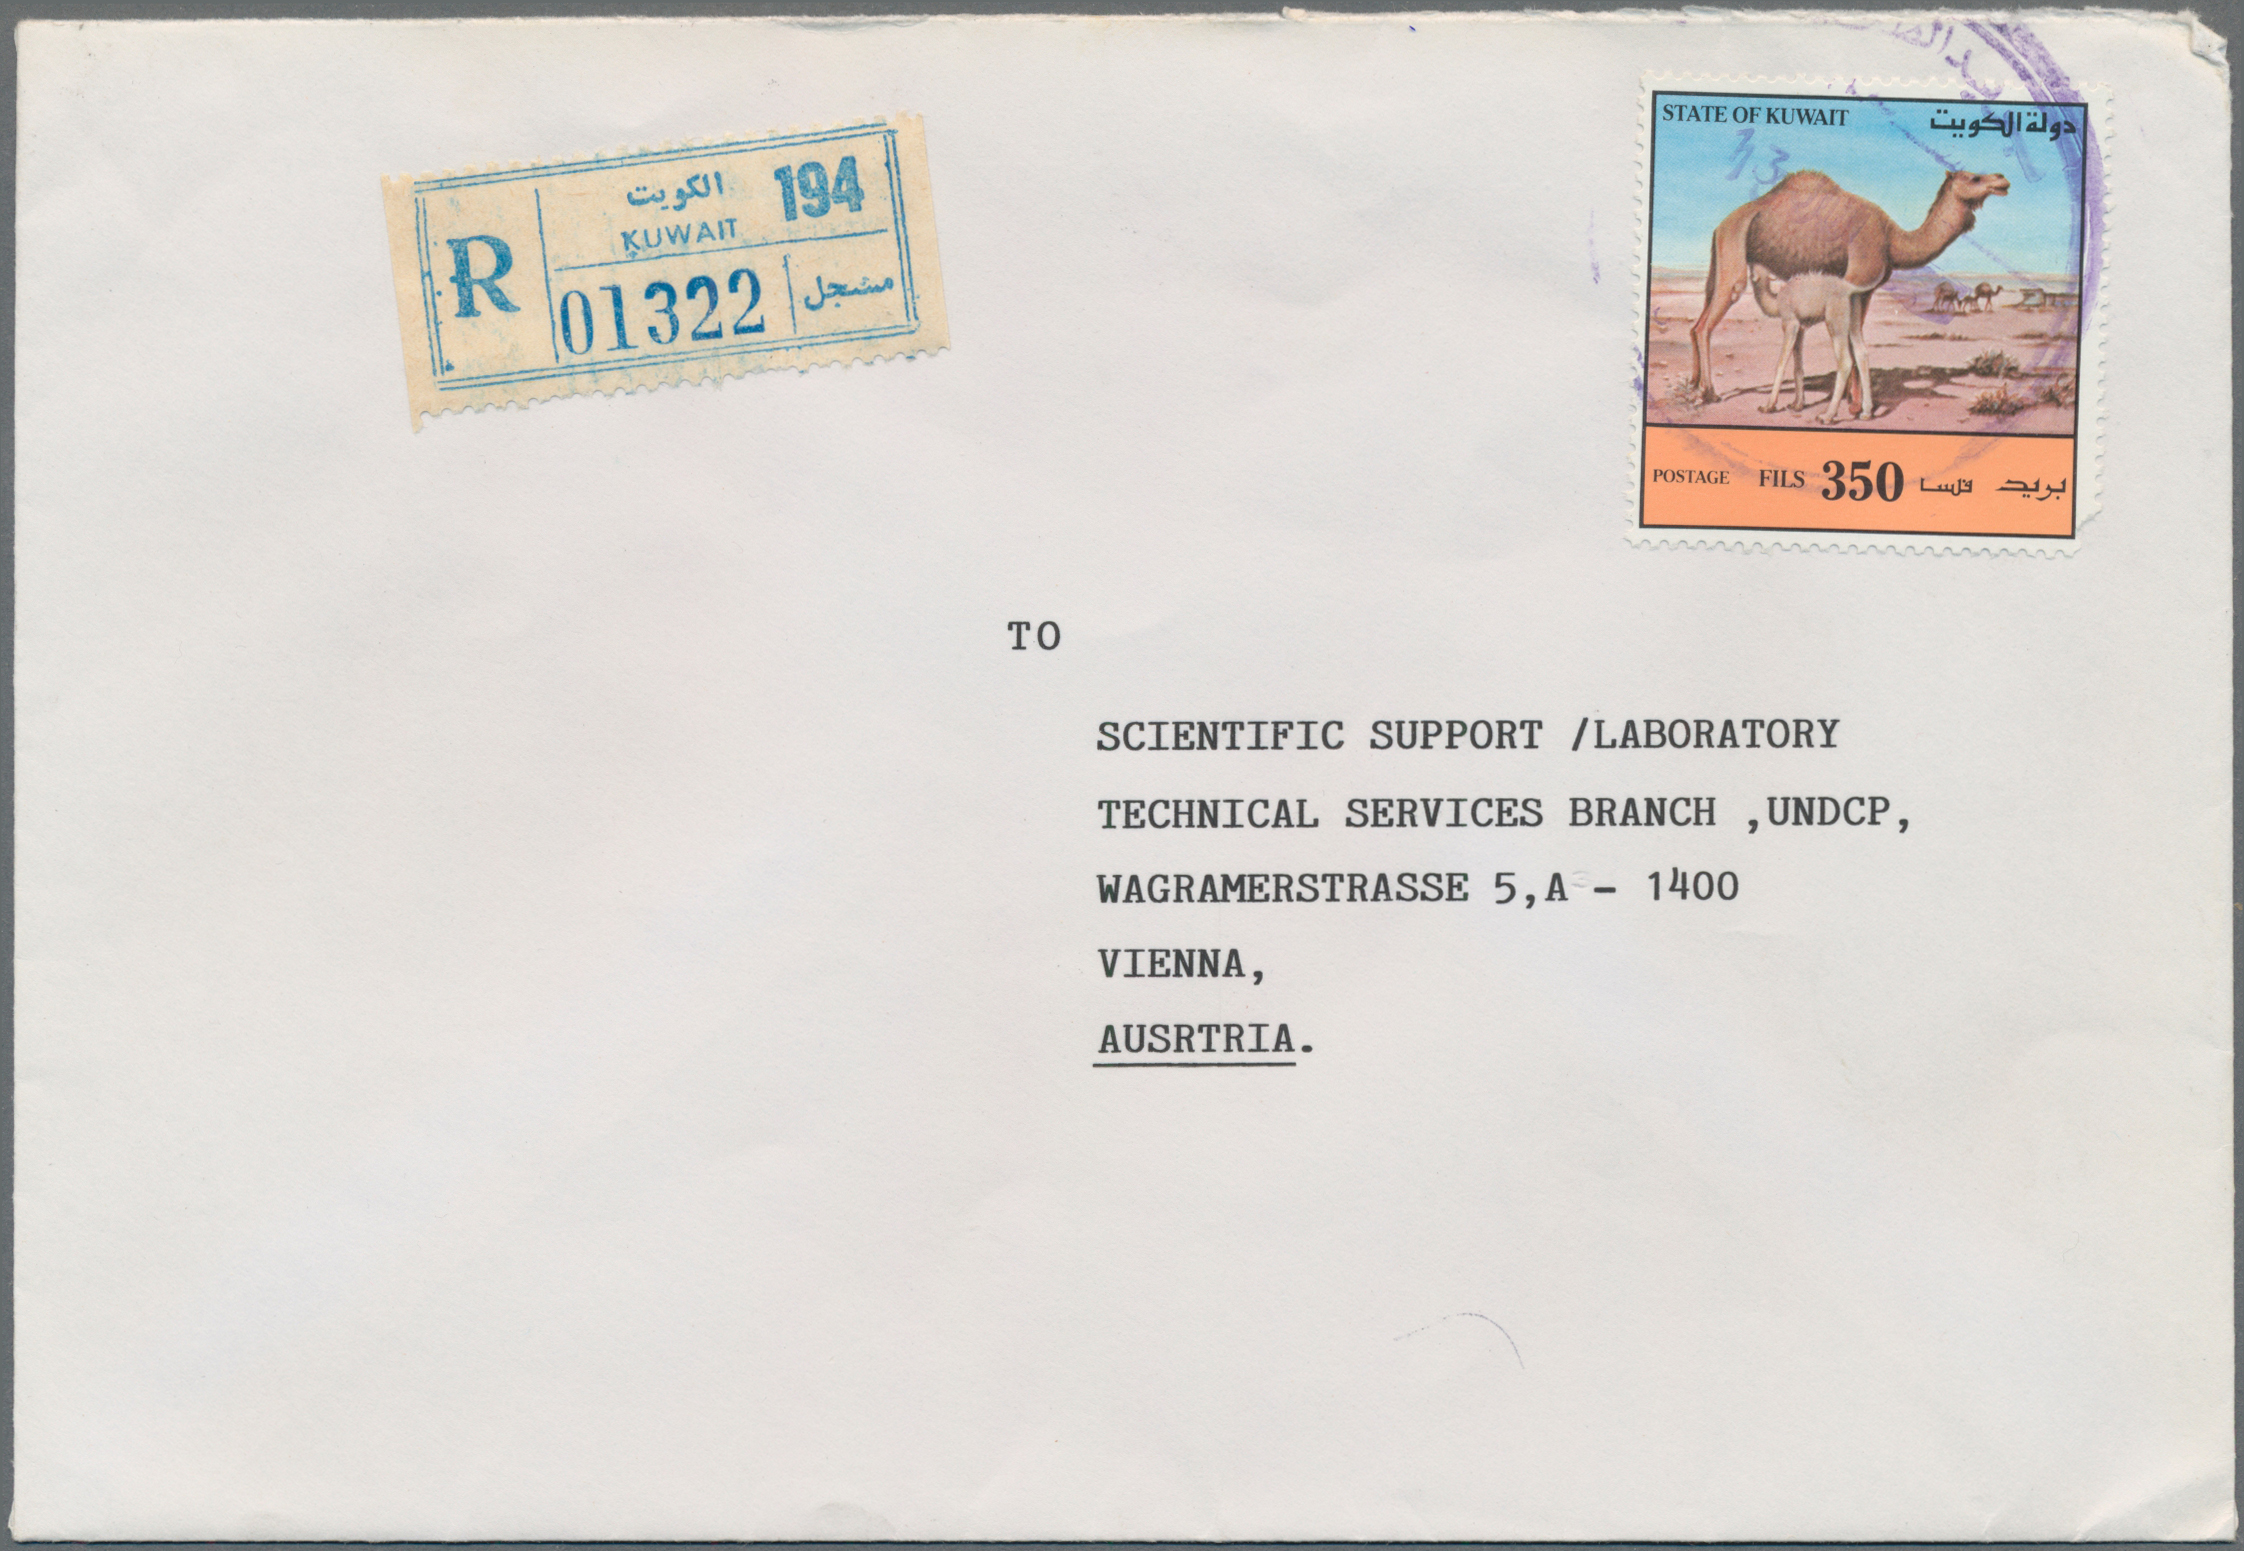 الكويت 194
KUWAIT
R
01322 مسجل
STATE OF KUWAIT دولة الكويت
POSTAGE FILS 350 فلسا بريد
TO
SCIENTIFIC SUPPORT /LABORATORY
TECHNICAL SERVICES BRANCH ,UNDCP,
WAGRAMERSTRASSE 5,A - 1400
VIENNA,
AUSRTRIA.